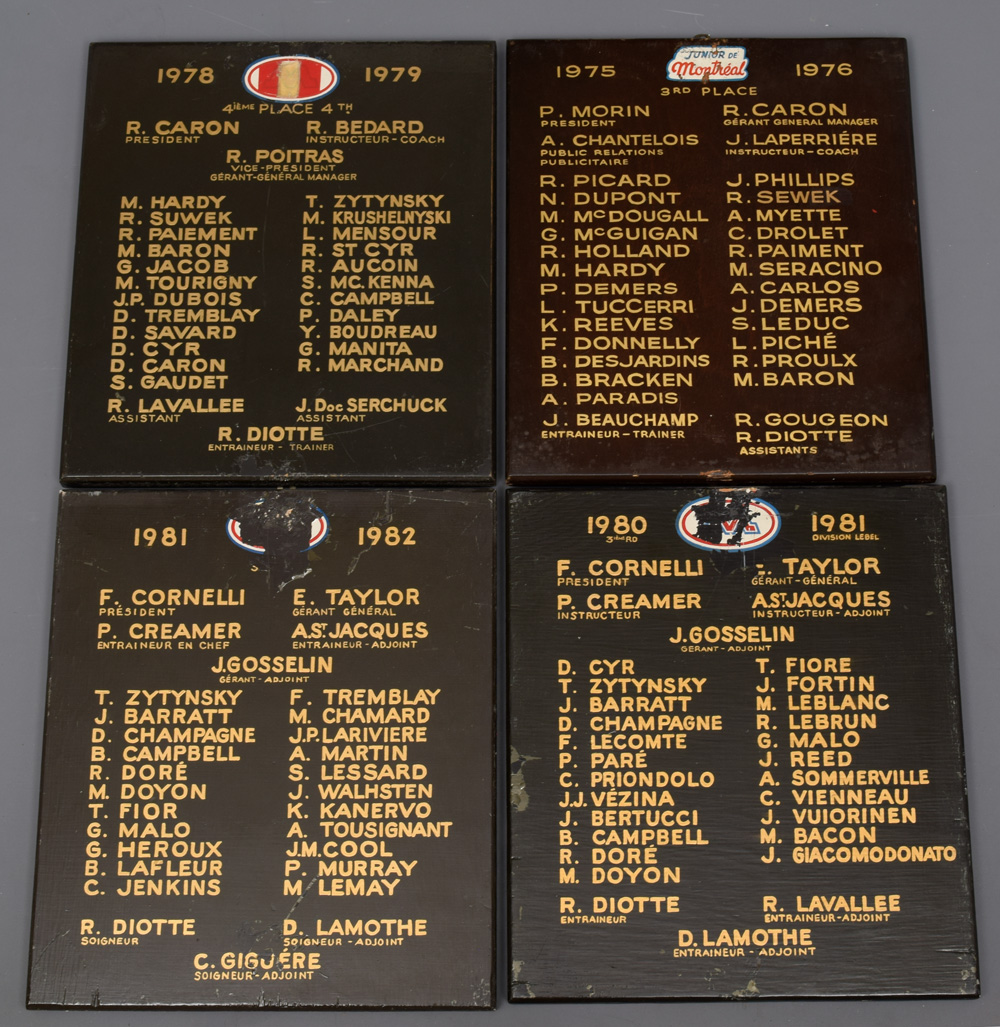 1978 1979
4ième PLACE 4TH
R. CARON R. BEDARD
PRESIDENT INSTRUCTEUR-COACH
R. POITRAS
VICE-PRESIDENT
GÉRANT-GÉNÉRAL MANAGER
M. HARDY T. ZYTYNSKY
R. SUWEK M. KRUSHELNYSKI
R. PAIEMENT L. MENSOUR
M. BARON R. ST CYR
G. JACOB R. AUCOIN
M. TOURIGNY S. MC.KENNA
J.P. DUBOIS C. CAMPBELL
D. TREMBLAY P. DALEY
D. SAVARD Y. BOUDREAU
D. CYR G. MANITA
D. CARON R. MARCHAND
S. GAUDET
R. LAVALLEE J. Doc SERCHUCK
ASSISTANT ASSISTANT
R. DIOTTE
ENTRAINEUR - TRAINER
1975 JUNIOR DE 1976
Montréal
3RD PLACE
P. MORIN R. CARON
PRESIDENT GÉRANT GENERAL MANAGER
A. CHANTELOIS J. LAPERRIÉRE
PUBLIC RELATIONS INSTRUCTEUR-COACH
PUBLICITAIRE
R. PICARD J. PHILLIPS
N. DUPONT R. SEWEK
M. McDOUGALL A. MYETTE
G. McGUIGAN C. DROLET
R. HOLLAND R. PAIMENT
M. HARDY M. SERACINO
P. DEMERS A. CARLOS
L. TUCCERRI J. DEMERS
K. REEVES S. LEDUC
F. DONNELLY L. PICHÉ
B. DESJARDINS R. PROULX
B. BRACKEN M. BARON
A. PARADIS
J. BEAUCHAMP R. GOUGEON
ENTRAINEUR-TRAINER R. DIOTTE
ASSISTANTS
1981 1982
F. CORNELLI E. TAYLOR
PRÉSIDENT GÉRANT GÉNÉRAL
P. CREAMER A.ST.JACQUES
ENTRAINEUR EN CHEF ENTRAINEUR-ADJOINT
J.GOSSELIN
GÉRANT-ADJOINT
T. ZYTYNSKY F. TREMBLAY
J. BARRATT M. CHAMARD
D. CHAMPAGNE J.P. LARIVIERE
B. CAMPBELL A. MARTIN
R. DORÉ S. LESSARD
M. DOYON J. WALHSTEN
T. FIOR K. KANERVO
G. MALO A. TOUSIGNANT
G. HEROUX J.M.COOL
B. LAFLEUR P. MURRAY
C. JENKINS M LEMAY
R. DIOTTE D. LAMOTHE
SOIGNEUR SOIGNEUR-ADJOINT
C. GIGUÉRE
SOIGNEUR-ADJOINT
1980 1981
3ième RD DIVISION LEBEL
F. CORNELLI TAYLOR
PRESIDENT GÉRANT-GÉNÉRAL
P. CREAMER A.ST.JACQUES
INSTRUCTEUR INSTRUCTEUR-ADJOINT
J.GOSSELIN
GÉRANT-ADJOINT
D. CYR T. FIORE
T. ZYTYNSKY J. FORTIN
J. BARRATT M. LEBLANC
D. CHAMPAGNE R. LEBRUN
F. LECOMTE G. MALO
P. PARÉ J. REED
C. PRIONDOLO A. SOMMERVILLE
J.J. VÉZINA C. VIENNEAU
J. BERTUCCI J. VUIORINEN
B. CAMPBELL M. BACON
R. DORÉ J. GIACOMODONATO
M. DOYON
R. DIOTTE R. LAVALLEE
ENTRAINEUR ENTRAINEUR-ADJOINT
D. LAMOTHE
ENTRAINEUR-ADJOINT